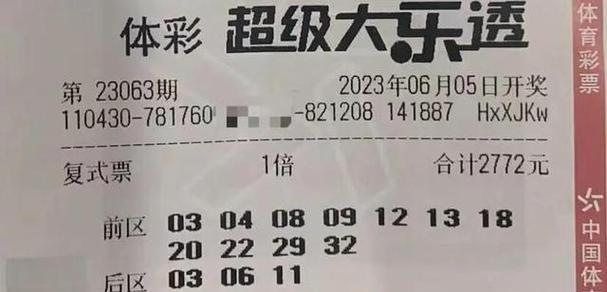 体彩 超级大乐透
第 23063期 2023年06月05日开奖
110430-781760 -821208 141887 HxXJKw
复式票 1倍 合计2772元
前区 03 04 08 09 12 13 18
20 22 29 32
后区 03 06 11
体育彩票
中国体